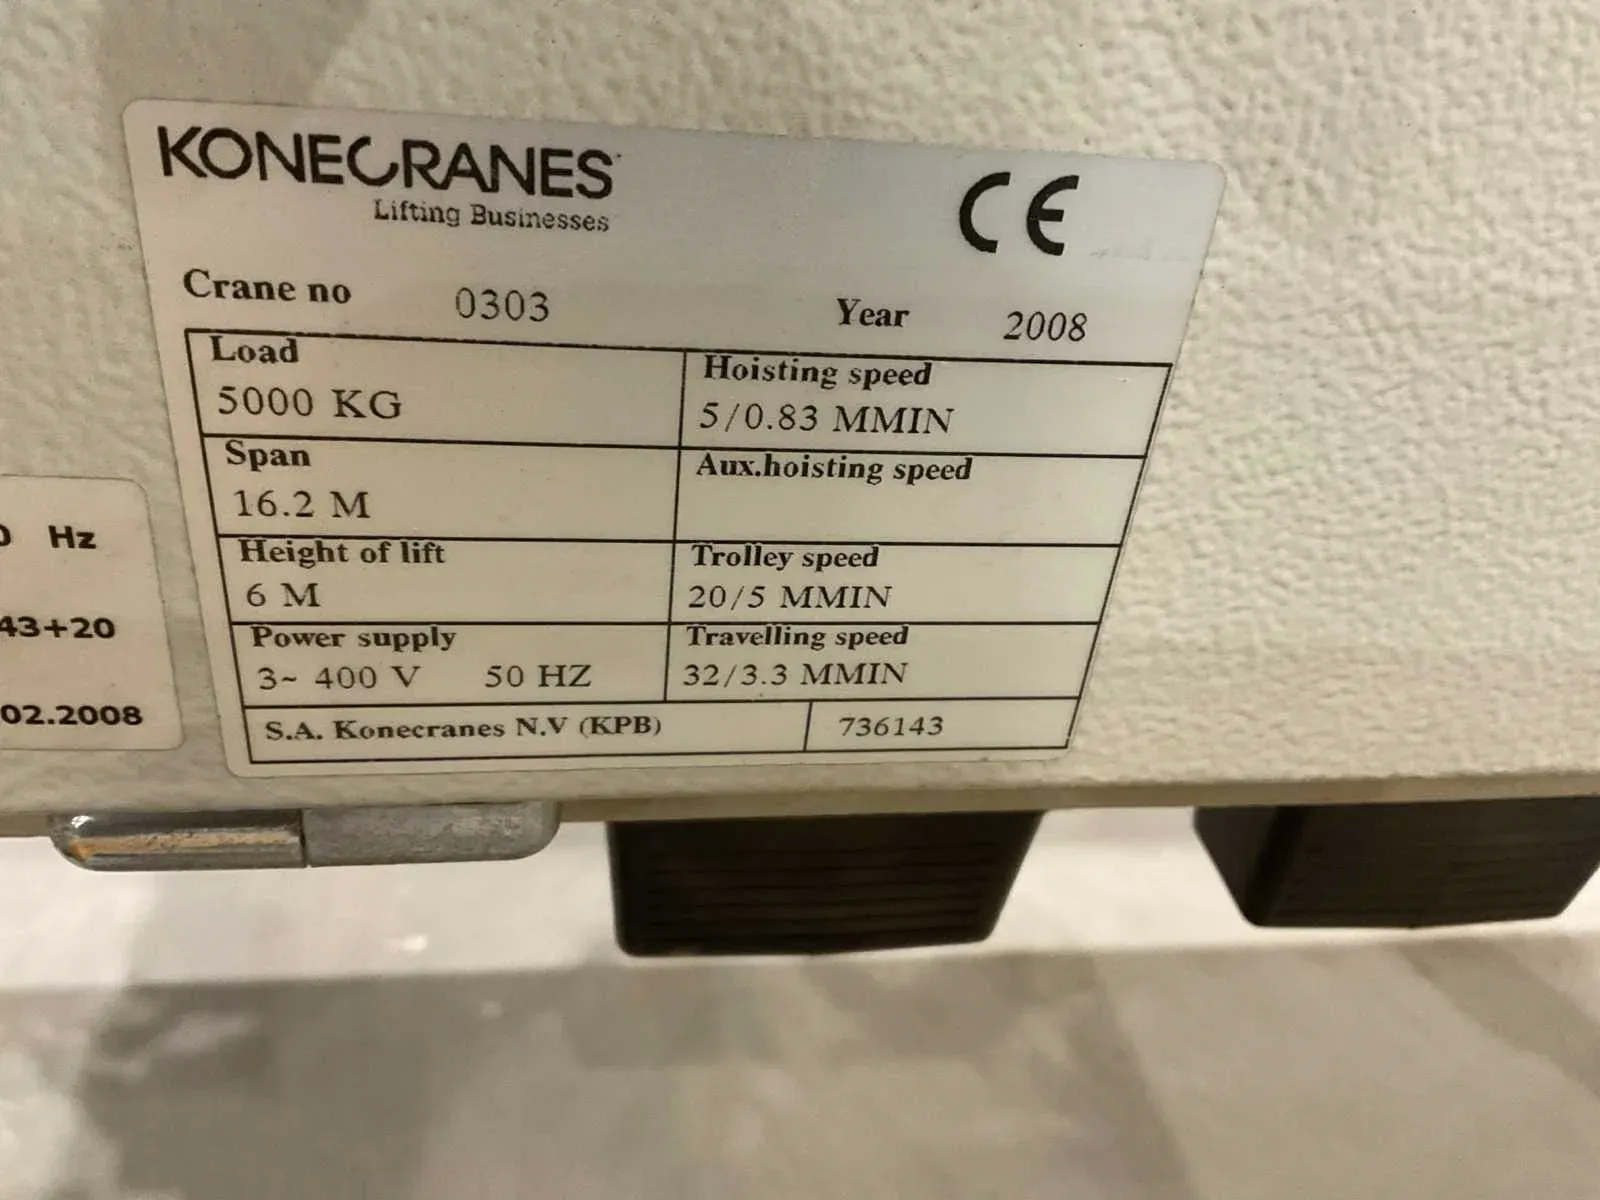 KONECRANES
Lifting Businesses
CE
Crane no 0303 Year 2008
Load
5000 KG
Hoisting speed
5/0.83 MMIN
Span
16.2 M
Aux.hoisting speed
Height of lift
6 M
Trolley speed
20/5 MMIN
Power supply
3~ 400 V 50 HZ
Travelling speed
32/3.3 MMIN
S.A. Konecranes N.V (KPB) 736143
Hz
43+20
02.2008